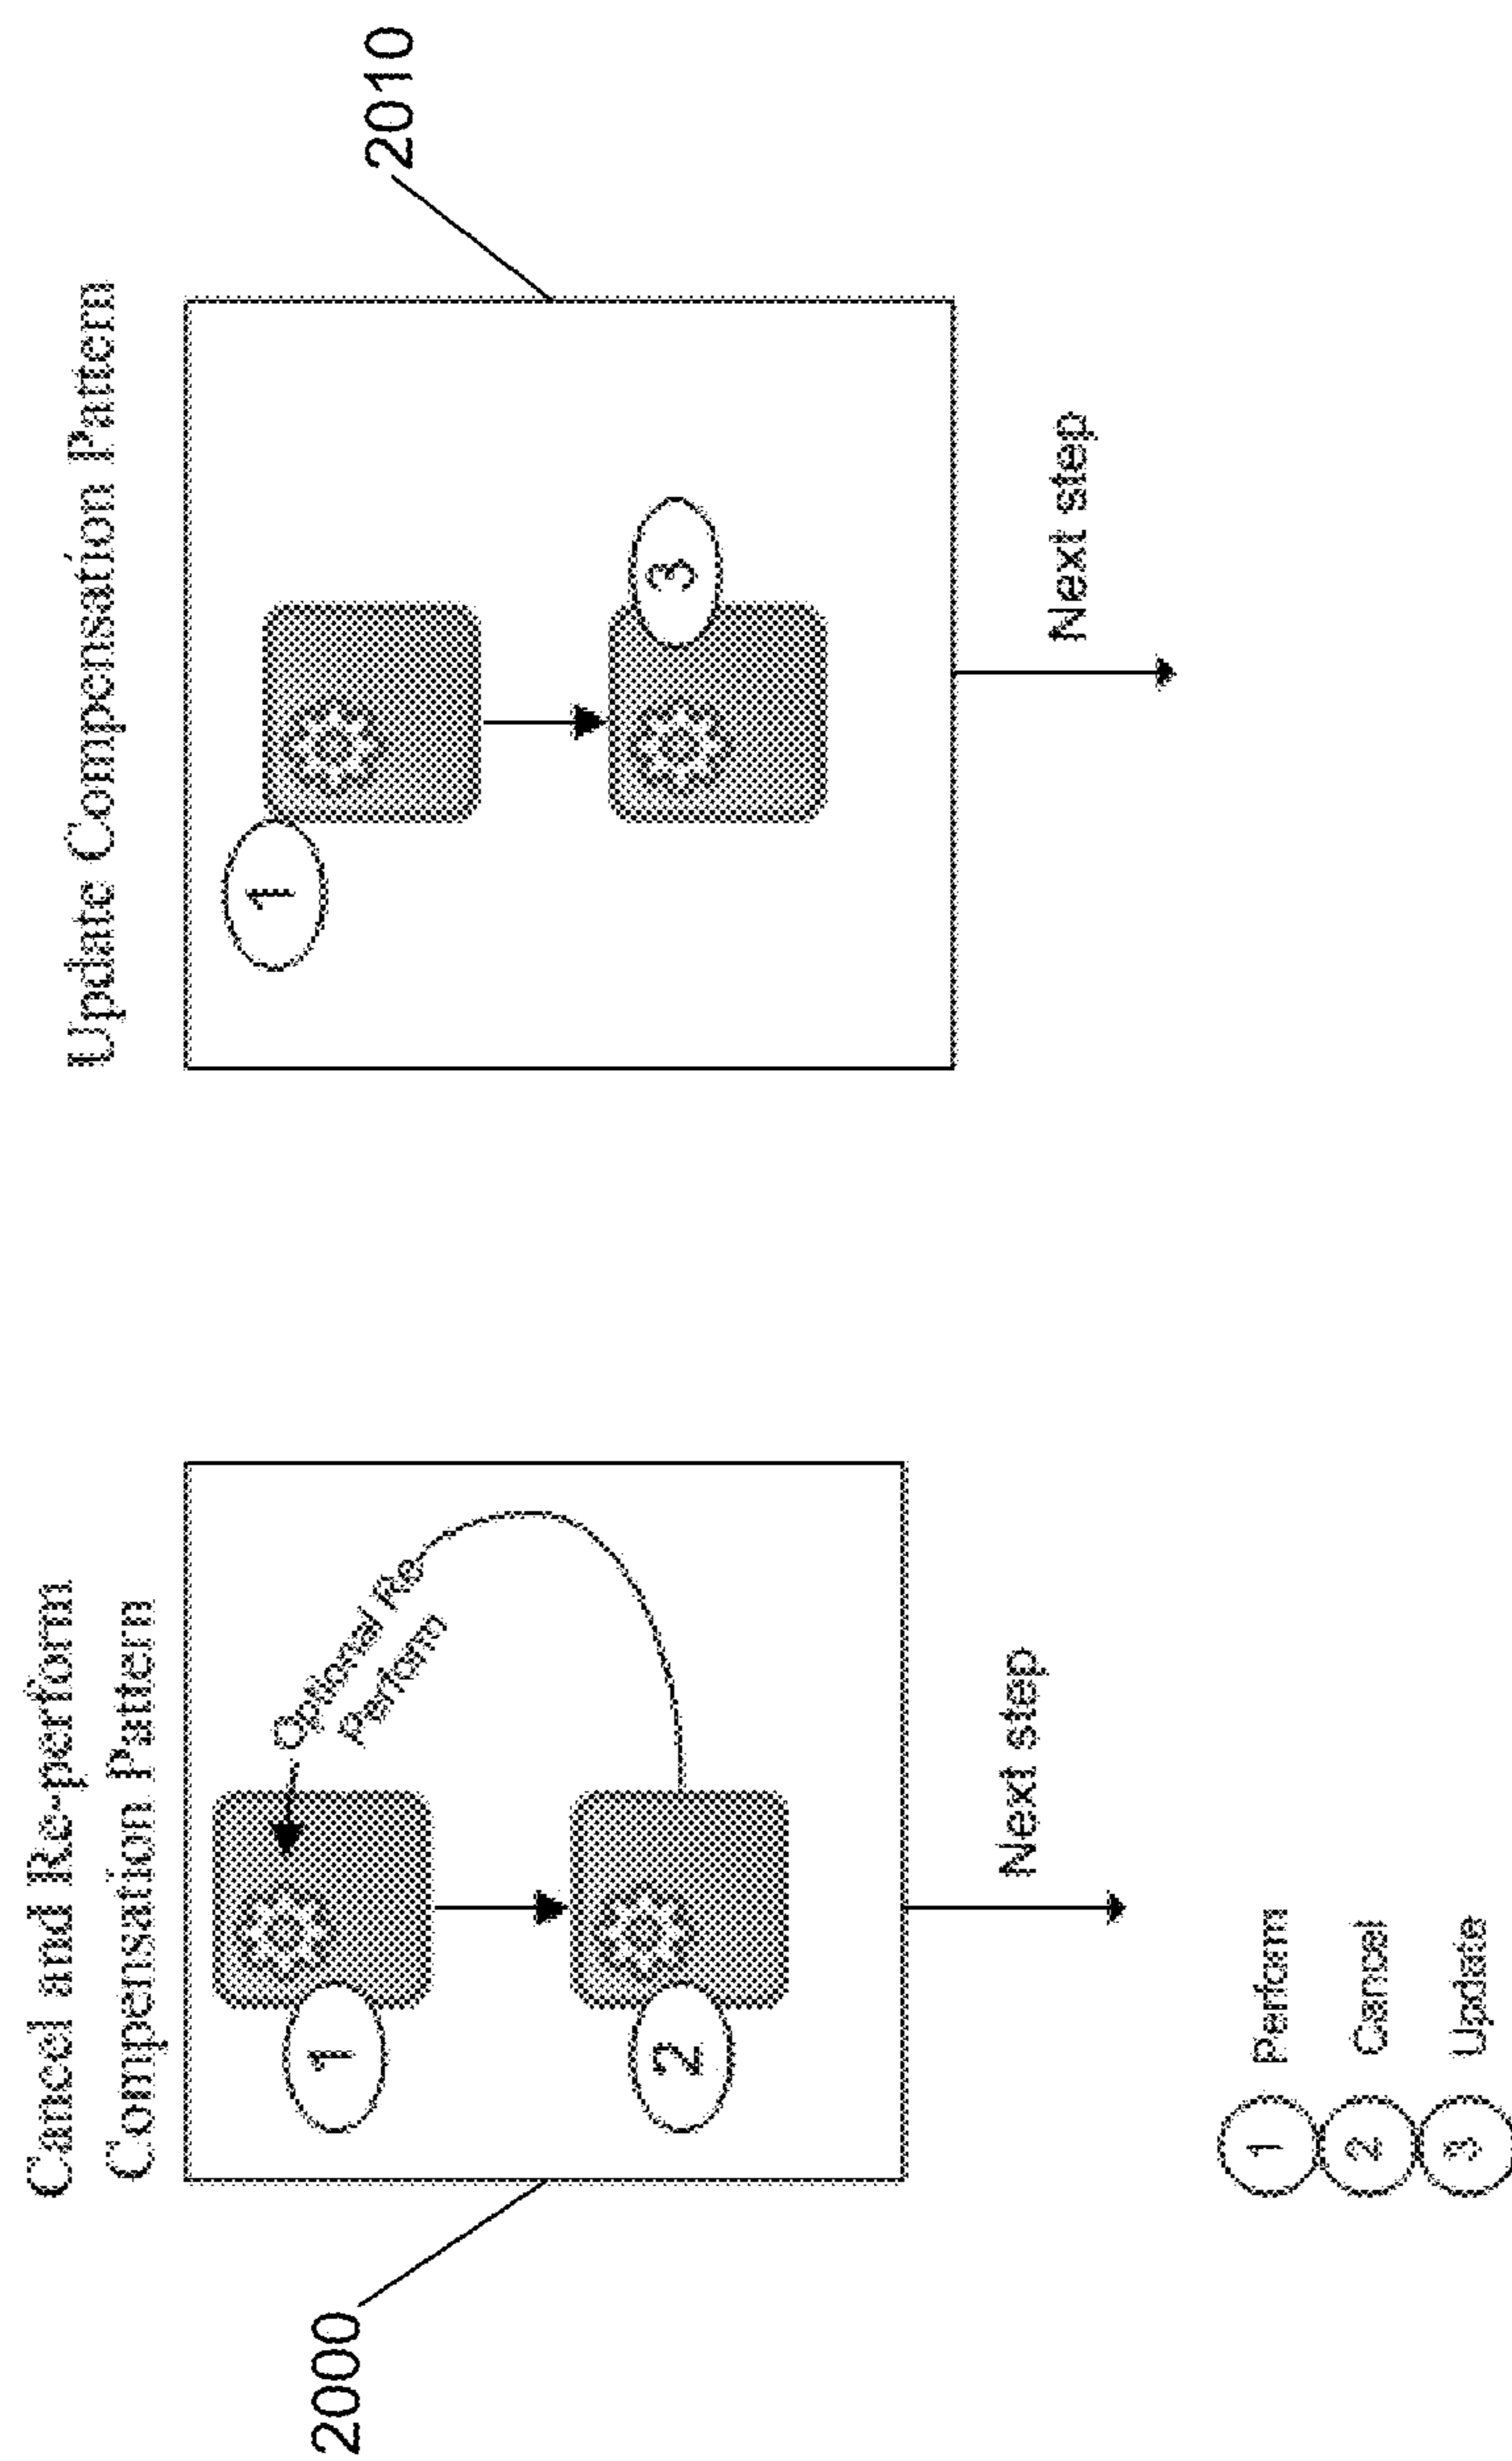 Cancel and Re-perform
Compensation Pattern
2000
1
Optional Re
Perform
2
Next step
Update Compensation Pattern
2010
1
3
Next step
1 Perform
2 Cancel
3 Update